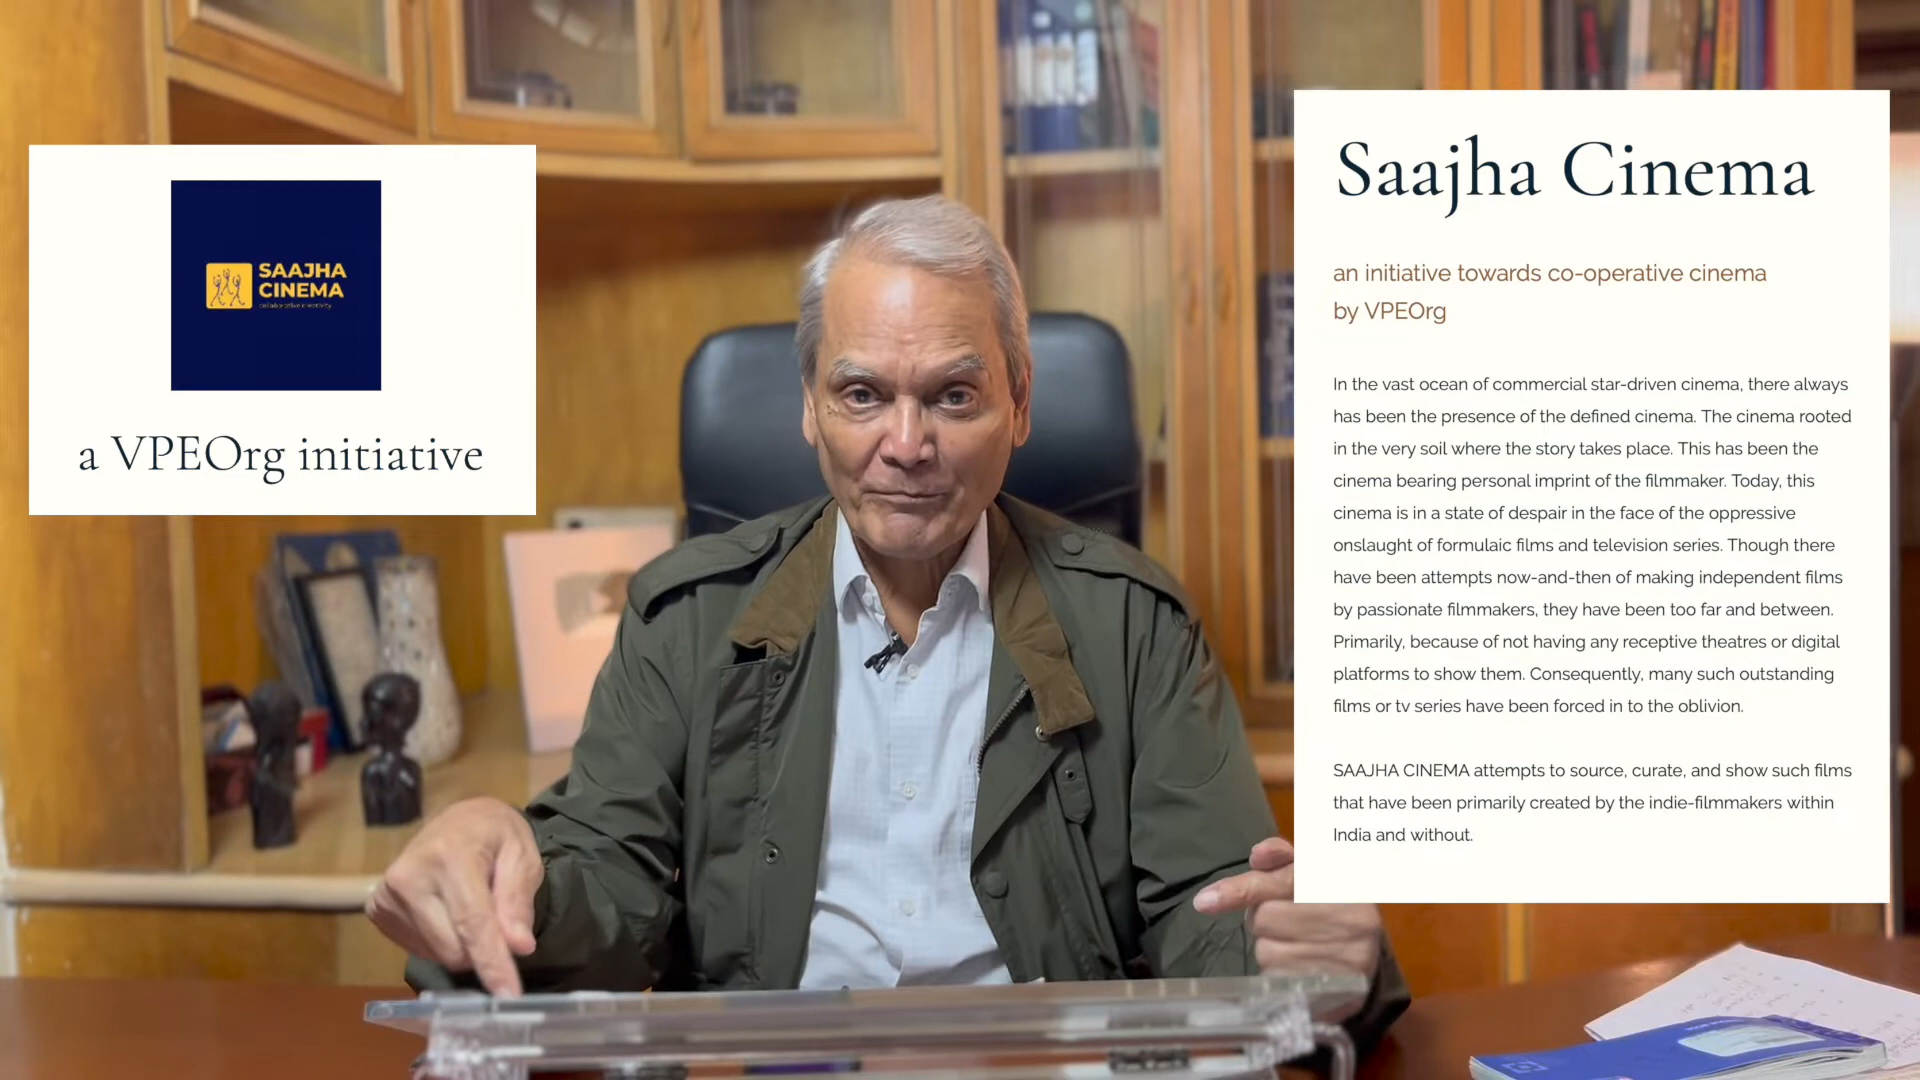 SAAJHA
CINEMA
collaborative creativity
a VPEOrg initiative
Saajha Cinema
an initiative towards co-operative cinema
by VPEOrg
In the vast ocean of commercial star-driven cinema, there always
has been the presence of the defined cinema. The cinema rooted
in the very soil where the story takes place. This has been the
cinema bearing personal imprint of the filmmaker. Today, this
cinema is in a state of despair in the face of the oppressive
onslaught of formulaic films and television series. Though there
have been attempts now-and-then of making independent films
by passionate filmmakers, they have been too far and between.
Primarily, because of not having any receptive theatres or digital
platforms to show them. Consequently, many such outstanding
films or tv series have been forced in to the oblivion.
SAAJHA CINEMA attempts to source, curate, and show such films
that have been primarily created by the indie-filmmakers within
India and without.